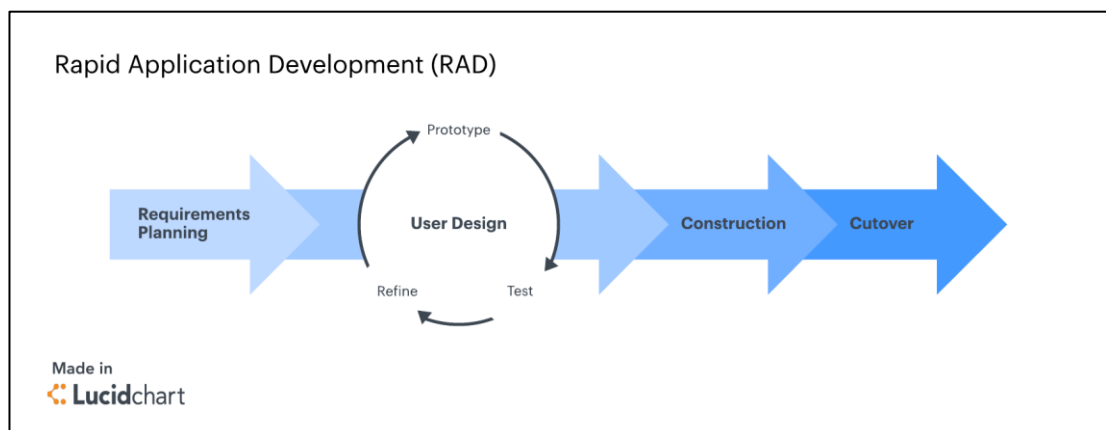 Rapid Application Development (RAD)
Prototype
Requirements
Planning
User Design
Construction
Cutover
Refine
Test
Made in
Lucidchart